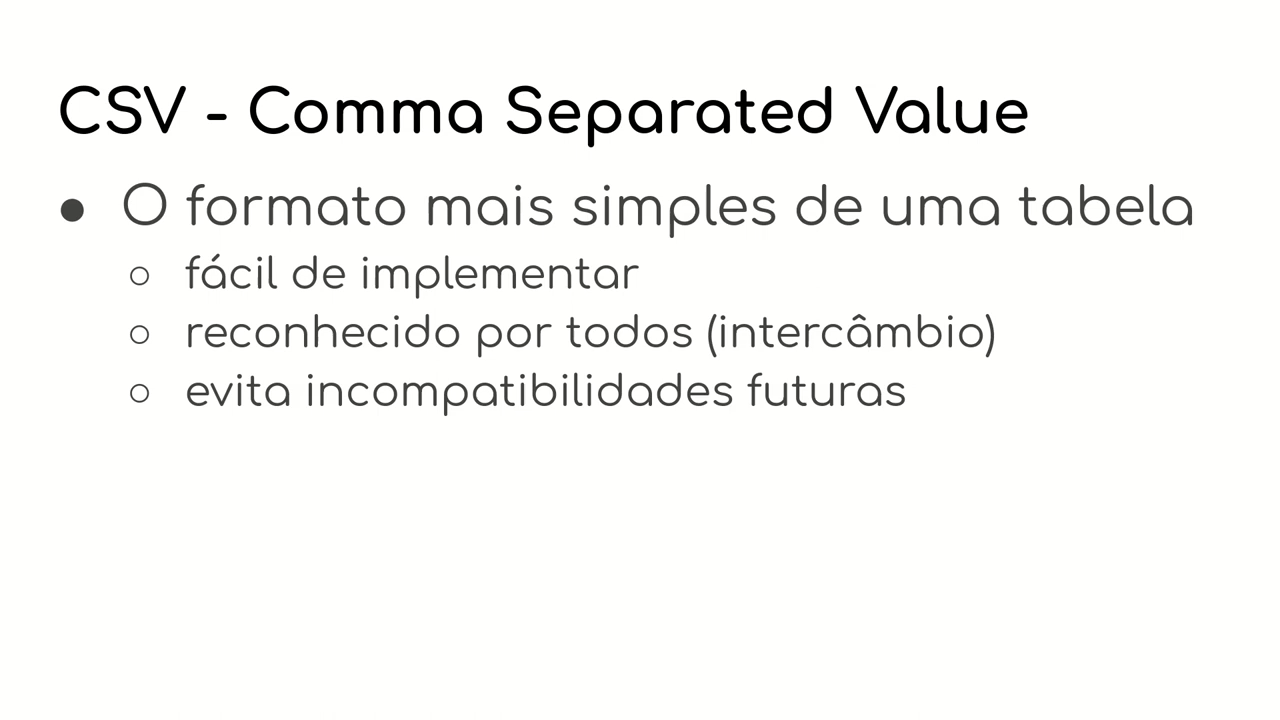 CSV - Comma Separated Value
● O formato mais simples de uma tabela
○ fácil de implementar
○ reconhecido por todos (intercâmbio)
○ evita incompatibilidades futuras